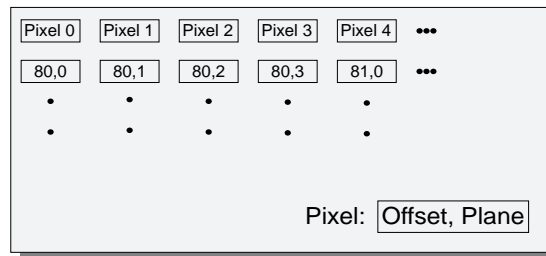 Pixel 0 Pixel 1 Pixel 2 Pixel 3 Pixel 4 •••
80,0 80,1 80,2 80,3 81,0 •••
Pixel: Offset, Plane